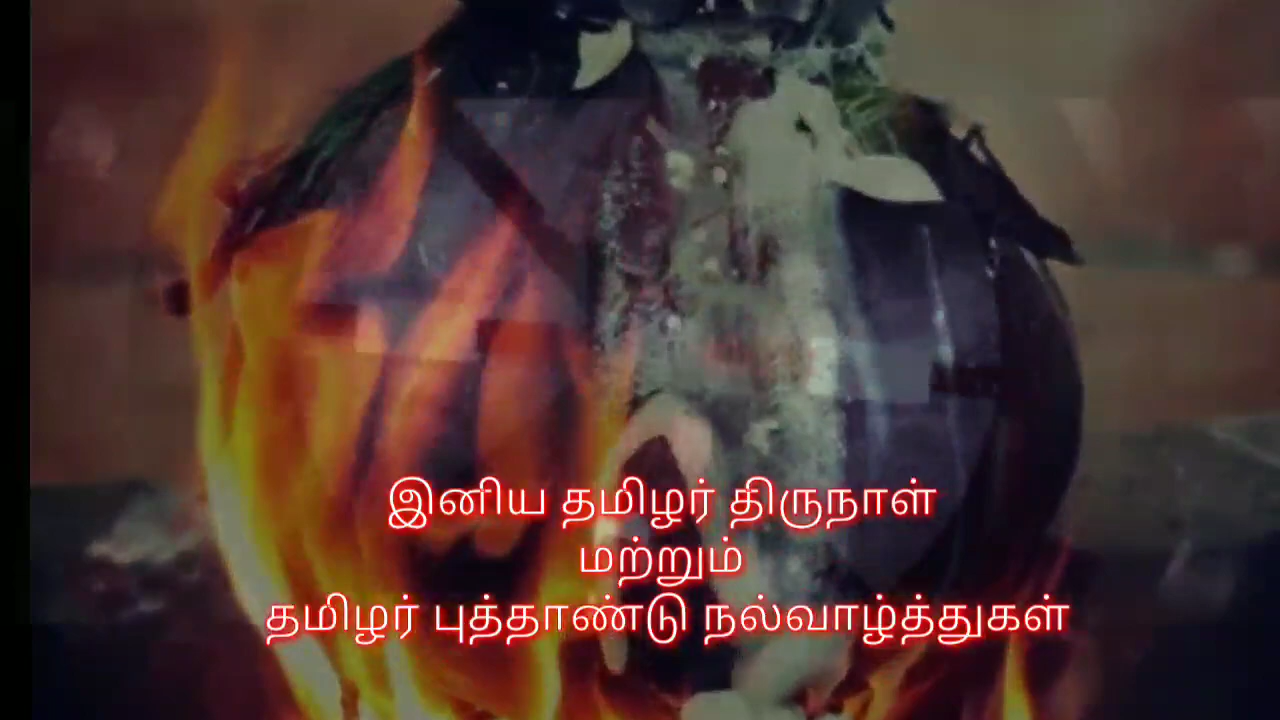 இனிய தமிழர் திருநாள்
மற்றும்
தமிழர் புத்தாண்டு நல்வாழ்த்துகள்